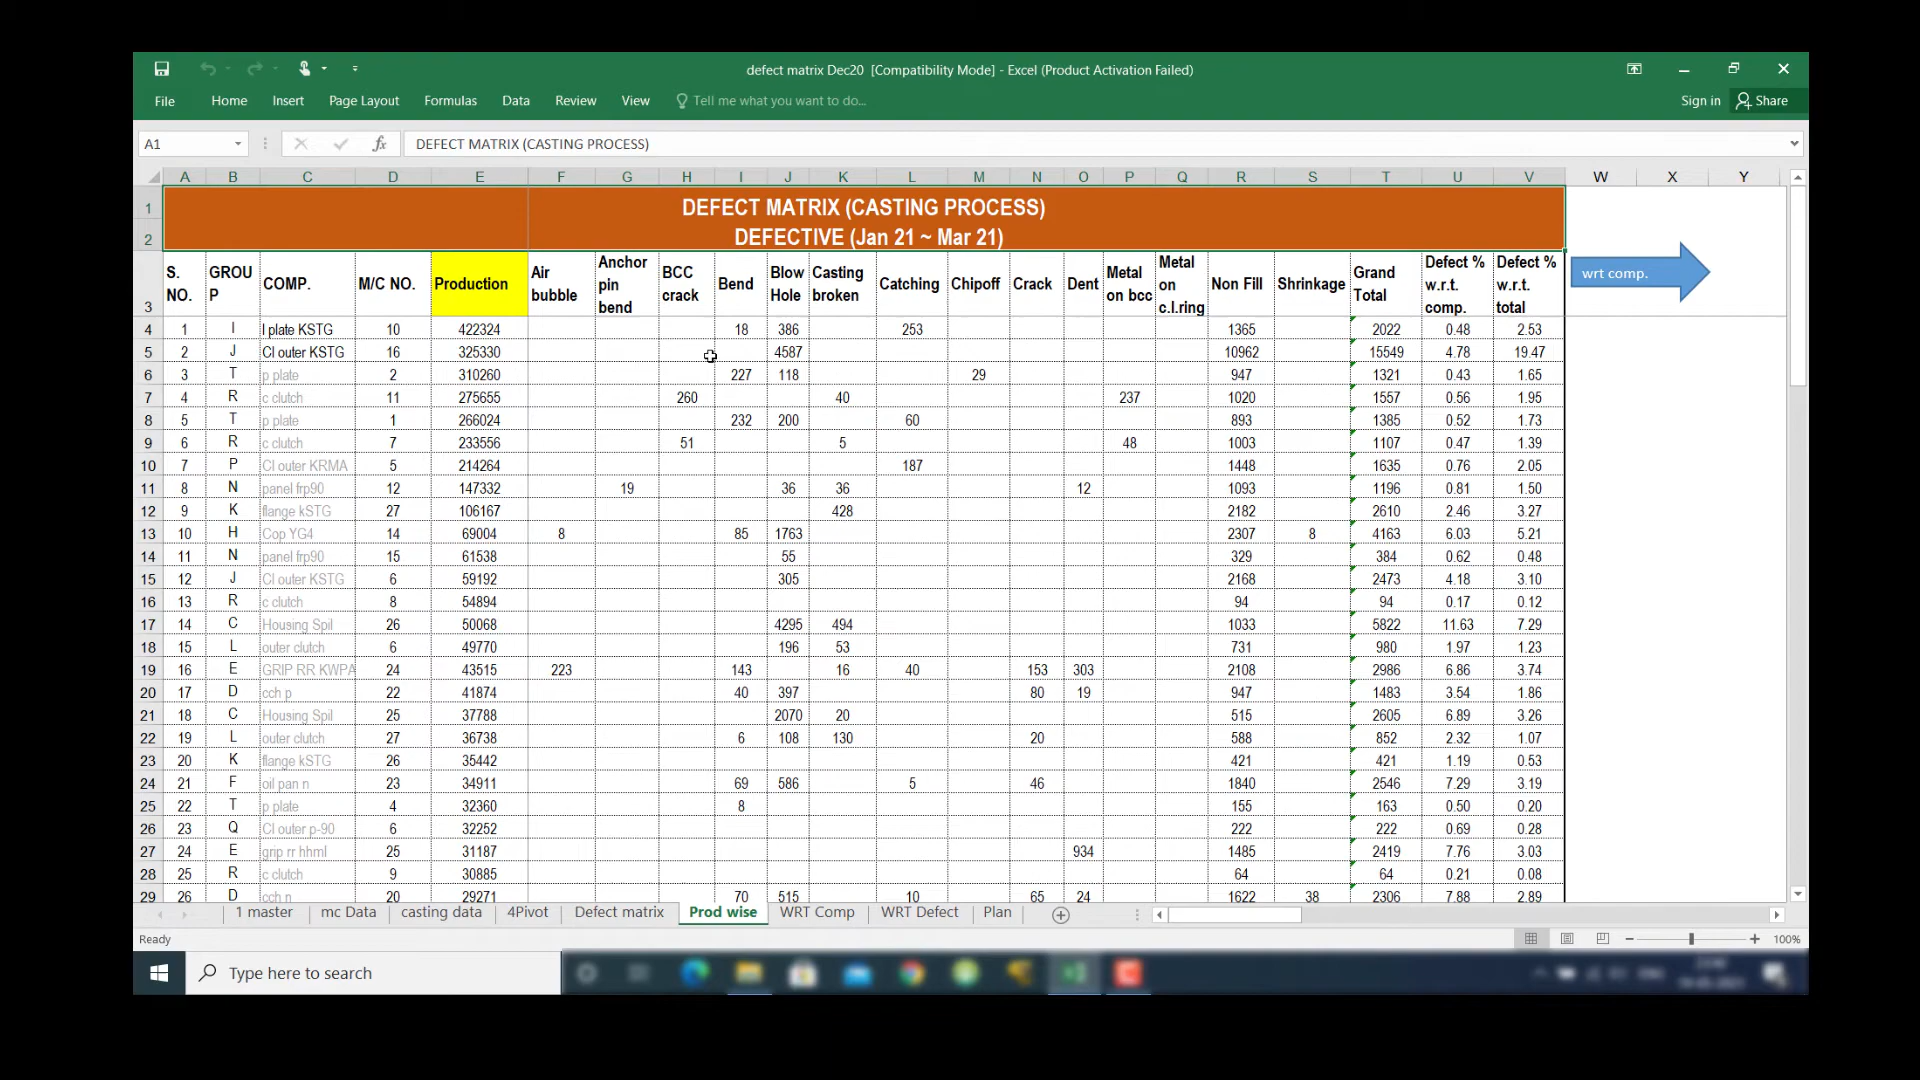 defect matrix Dec20 [Compatibility Mode] - Excel (Product Activation Failed)
File Home Insert Page Layout Formulas Data Review View Tell me what you want to do... Sign in Share
A1 fx DEFECT MATRIX (CASTING PROCESS)
A B C D E F G H I J K L M N O P Q R S T U V W X Y
1 DEFECT MATRIX (CASTING PROCESS)
2 DEFECTIVE (Jan 21 ~ Mar 21)
3 S. NO. GROUP COMP. M/C NO. Production Air bubble Anchor pin bend BCC crack Bend Blow Hole Casting broken Catching Chipoff Crack Dent Metal on bcc Metal on c.l.ring Non Fill Shrinkage Grand Total Defect % w.r.t. comp. Defect % w.r.t. total
wrt comp.
4 1 I I plate KSTG 10 422324 18 386 253 1365 2022 0.48 2.53
5 2 J Cl outer KSTG 16 325330 4587 10962 15549 4.78 19.47
6 3 T p plate 2 310260 227 118 29 947 1321 0.43 1.65
7 4 R c clutch 11 275655 260 40 237 1020 1557 0.56 1.95
8 5 T p plate 1 266024 232 200 60 893 1385 0.52 1.73
9 6 R c clutch 7 233556 51 5 48 1003 1107 0.47 1.39
10 7 P Cl outer KRMA 5 214264 187 1448 1635 0.76 2.05
11 8 N panel frp90 12 147332 19 36 36 12 1093 1196 0.81 1.50
12 9 K flange kSTG 27 106167 428 2182 2610 2.46 3.27
13 10 H Cop YG4 14 69004 8 85 1763 2307 8 4163 6.03 5.21
14 11 N panel frp90 15 61538 55 329 384 0.62 0.48
15 12 J Cl outer KSTG 6 59192 305 2168 2473 4.18 3.10
16 13 R c clutch 8 54894 94 94 0.17 0.12
17 14 C Housing Spil 26 50068 4295 494 1033 5822 11.63 7.29
18 15 L outer clutch 6 49770 196 53 731 980 1.97 1.23
19 16 E GRIP RR KWPA 24 43515 223 143 16 40 153 303 2108 2986 6.86 3.74
20 17 D cch p 22 41874 40 397 80 19 947 1483 3.54 1.86
21 18 C Housing Spil 25 37788 2070 20 515 2605 6.89 3.26
22 19 L outer clutch 27 36738 6 108 130 20 588 852 2.32 1.07
23 20 K flange kSTG 26 35442 421 421 1.19 0.53
24 21 F oil pan n 23 34911 69 586 5 46 1840 2546 7.29 3.19
25 22 T p plate 4 32360 8 155 163 0.50 0.20
26 23 Q Cl outer p-90 6 32252 222 222 0.69 0.28
27 24 E grip rr hhml 25 31187 934 1485 2419 7.76 3.03
28 25 R c clutch 9 30885 64 64 0.21 0.08
29 26 D cch n 20 29271 70 515 10 65 24 1622 38 2306 7.88 2.89
1 master mc Data casting data 4Pivot Defect matrix Prod wise WRT Comp WRT Defect Plan
Ready 100%
Type here to search